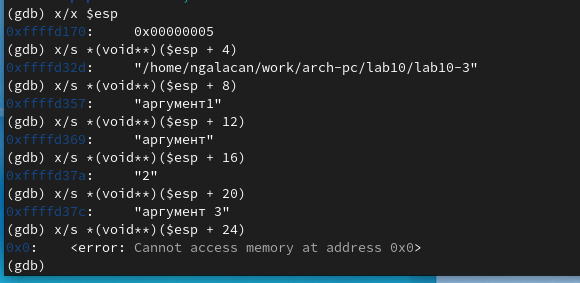 (gdb) x/x $esp
0xffffd170:	0x00000005
(gdb) x/s *(void**)($esp + 4)
0xffffd32d:	"/home/ngalacan/work/arch-pc/lab10/lab10-3"
(gdb) x/s *(void**)($esp + 8)
0xffffd357:	"аргумент1"
(gdb) x/s *(void**)($esp + 12)
0xffffd369:	"аргумент"
(gdb) x/s *(void**)($esp + 16)
0xffffd37a:	"2"
(gdb) x/s *(void**)($esp + 20)
0xffffd37c:	"аргумент 3"
(gdb) x/s *(void**)($esp + 24)
0x0:	<error: Cannot access memory at address 0x0>
(gdb)